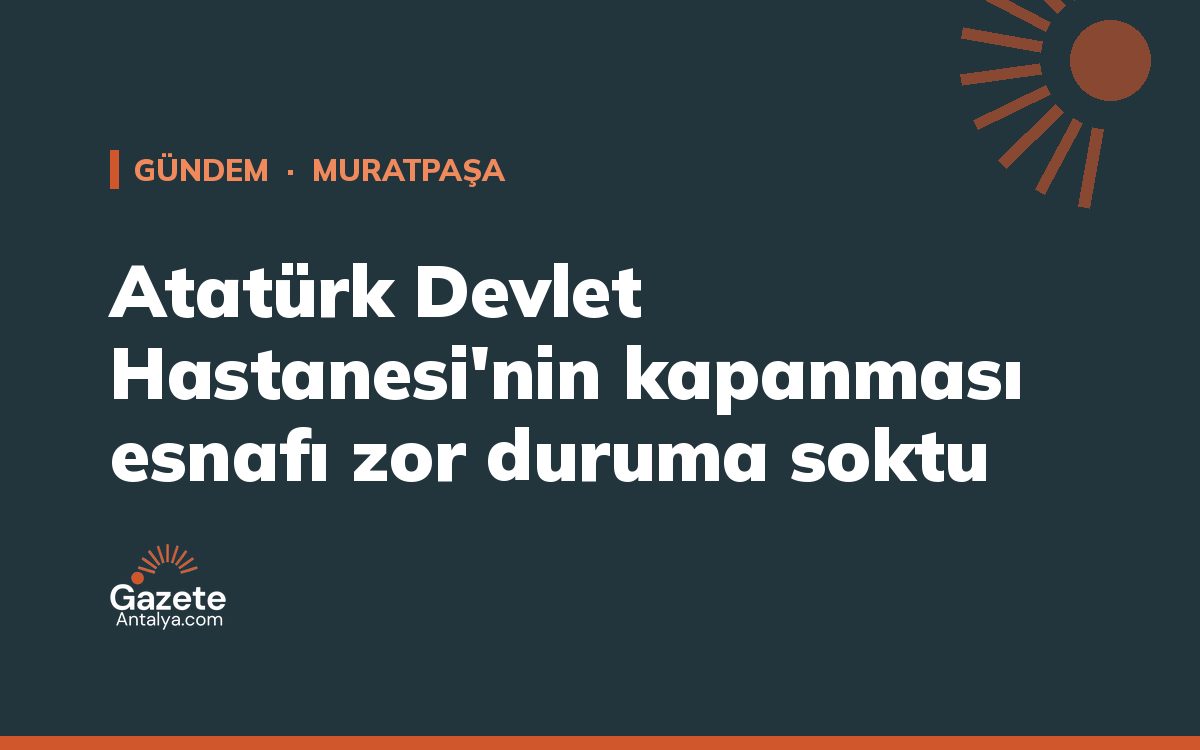 GÜNDEM · MURATPAŞA
Atatürk Devlet
Hastanesi'nin kapanması
esnafı zor duruma soktu
Gazete
Antalya.com